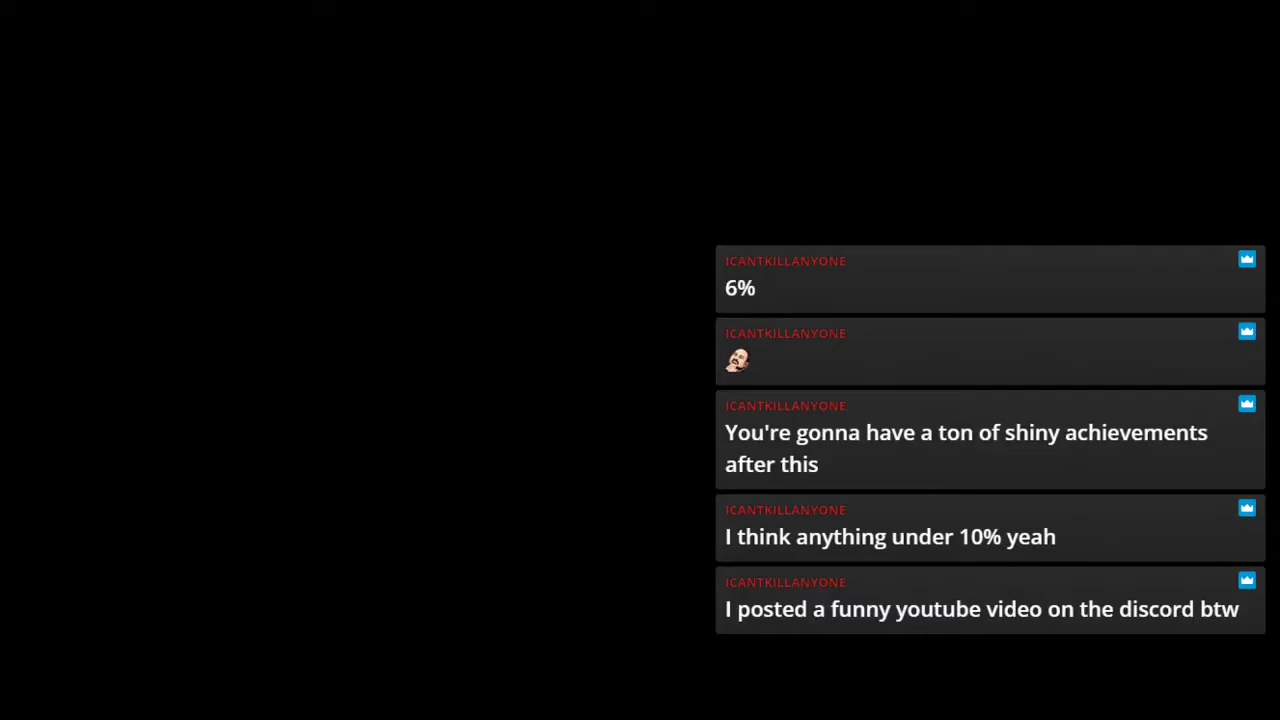 ICANTKILLANYONE
6%
ICANTKILLANYONE
ICANTKILLANYONE
You're gonna have a ton of shiny achievements
after this
ICANTKILLANYONE
I think anything under 10% yeah
ICANTKILLANYONE
I posted a funny youtube video on the discord btw